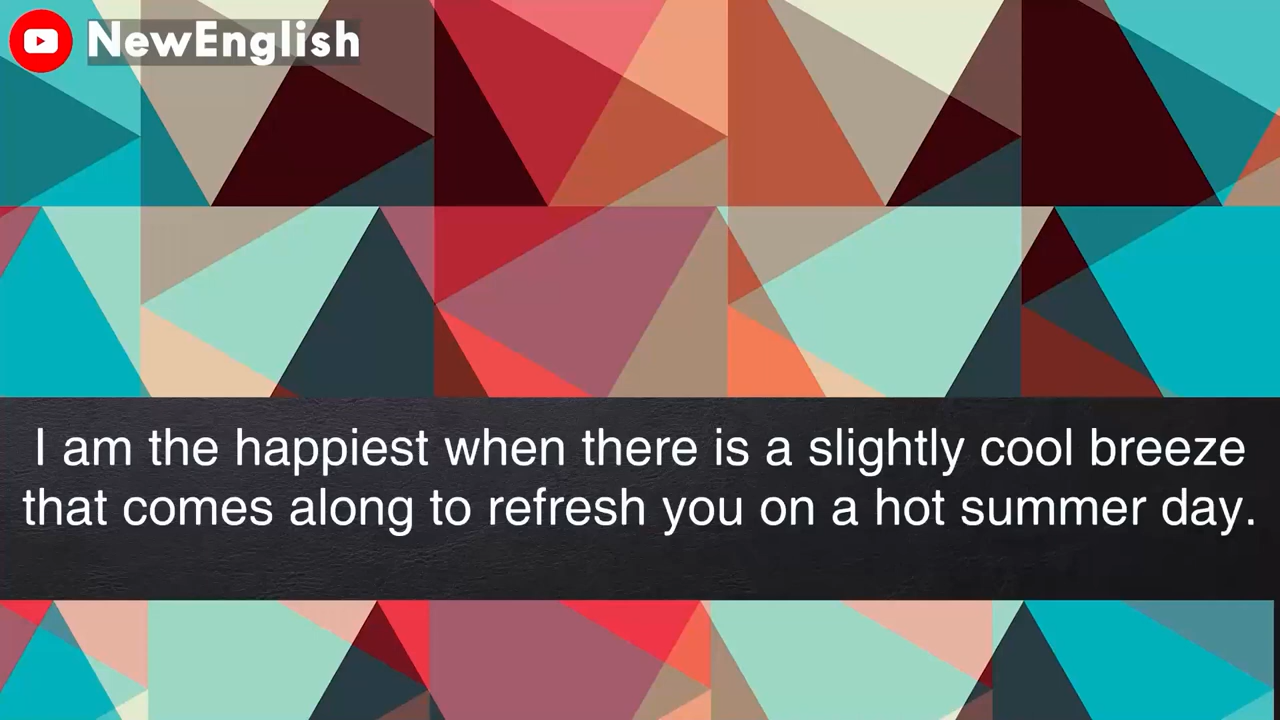 NewEnglish
I am the happiest when there is a slightly cool breeze
that comes along to refresh you on a hot summer day.